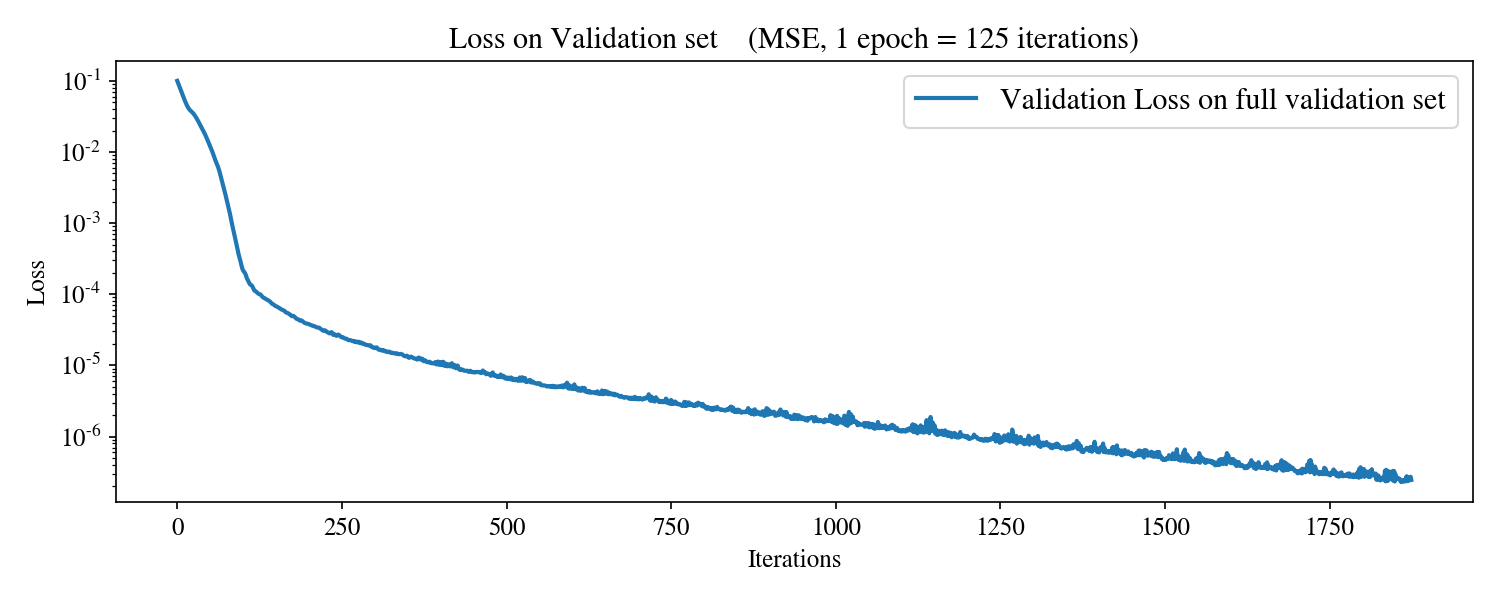 Loss on Validation set (MSE, 1 epoch = 125 iterations)
Validation Loss on full validation set
Loss
10⁻¹
10⁻²
10⁻³
10⁻⁴
10⁻⁵
10⁻⁶
0 250 500 750 1000 1250 1500 1750
Iterations